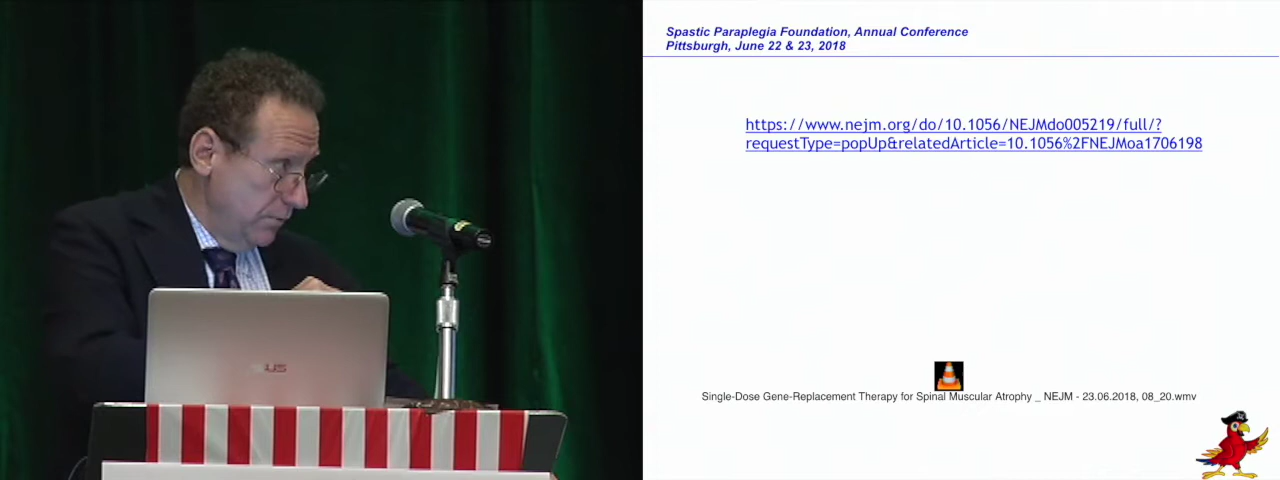 Spastic Paraplegia Foundation, Annual Conference
Pittsburgh, June 22 & 23, 2018
https://www.nejm.org/do/10.1056/NEJMdo005219/full/?
requestType=popUp&relatedArticle=10.1056%2FNEJMoa1706198
Single-Dose Gene-Replacement Therapy for Spinal Muscular Atrophy _ NEJM - 23.06.2018, 08_20.wmv